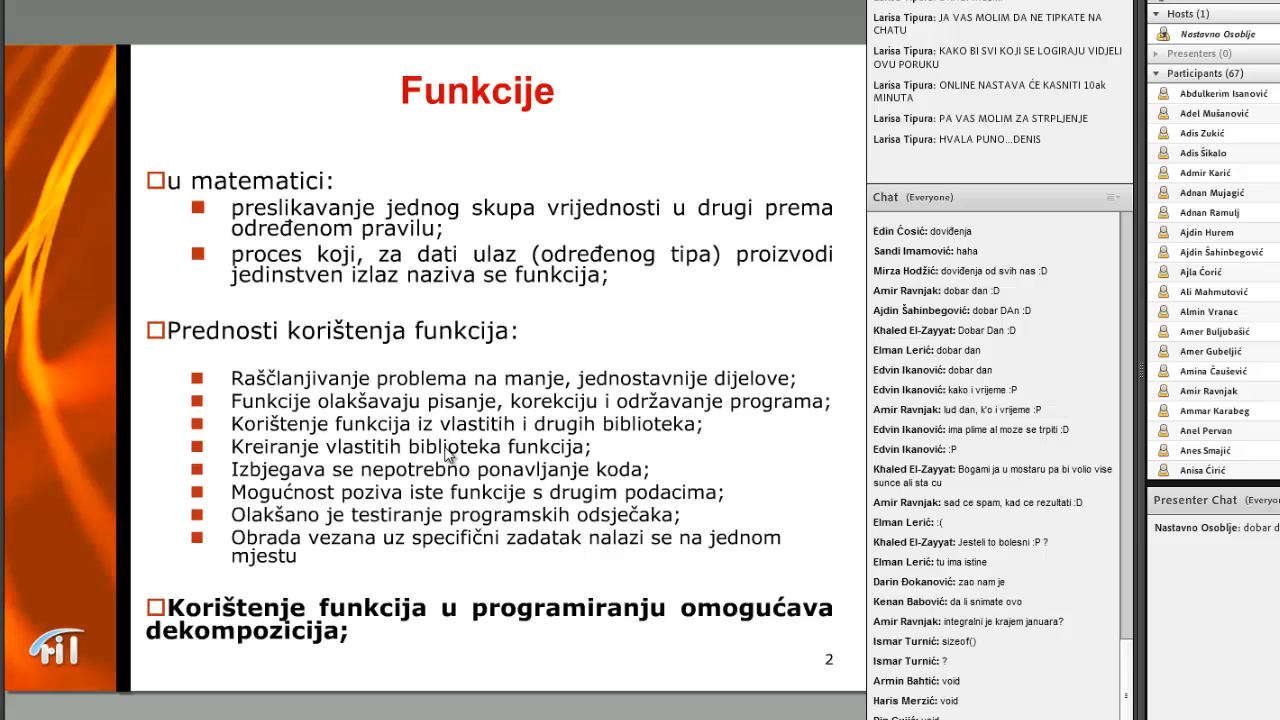 Funkcije
u matematici:
preslikavanje jednog skupa vrijednosti u drugi prema
određenom pravilu;
proces koji, za dati ulaz (određenog tipa) proizvodi
jedinstven izlaz naziva se funkcija;
Prednosti korištenja funkcija:
Raščlanjivanje problema na manje, jednostavnije dijelove;
Funkcije olakšavaju pisanje, korekciju i održavanje programa;
Korištenje funkcija iz vlastitih i drugih biblioteka;
Kreiranje vlastitih biblioteka funkcija;
Izbjegava se nepotrebno ponavljanje koda;
Mogućnost poziva iste funkcije s drugim podacima;
Olakšano je testiranje programskih odsječaka;
Obrada vezana uz specifični zadatak nalazi se na jednom
mjestu
Korištenje funkcija u programiranju omogućava
dekompozicija;
2
Larisa Tipura: JA VAS MOLIM DA NE TIPKATE NA
CHATU
Larisa Tipura: KAKO BI SVI KOJI SE LOGIRAJU VIDJELI
OVU PORUKU
Larisa Tipura: ONLINE NASTAVA ĆE KASNITI 10ak
MINUTA
Larisa Tipura: PA VAS MOLIM ZA STRPLJENJE
Larisa Tipura: HVALA PUNO...DENIS
Chat (Everyone)
Edin Ćosić: doviđenja
Sandi Imamović: haha
Mirza Hodžić: doviđenja od svih nas :D
Amir Ravnjak: dobar dan :D
Ajdin Šahinbegović: dobar DAn :D
Khaled El-Zayyat: Dobar Dan :D
Elman Lerić: dobar dan
Edvin Ikanović: dobar dan
Edvin Ikanović: kako i vrijeme :P
Amir Ravnjak: lud dan, k'o i vrijeme :P
Edvin Ikanović: ima plime al moze se trpiti :D
Edvin Ikanović: :P
Khaled El-Zayyat: Bogami ja u mostaru pa bi volio vise
sunce ali sta cu
Amir Ravnjak: sad ce spam, kad ce rezultati :D
Elman Lerić: :(
Khaled El-Zayyat: Jesteli to bolesni :P ?
Elman Lerić: tu ima istine
Darin Đokanović: zao nam je
Kenan Babović: da li snimate ovo
Amir Ravnjak: integralni je krajem januara?
Ismar Turnić: sizeof()
Ismar Turnić: ?
Armin Bahtić: void
Haris Merzić: void
Hosts (1)
Nastavno Osoblje
Presenters (0)
Participants (67)
Abdulkerim Isanović
Adel Mušanović
Adis Zukić
Adis Šikalo
Admir Karić
Adnan Mujagić
Adnan Ramulj
Ajdin Hurem
Ajdin Šahinbegović
Ajla Ćorić
Ali Mahmutović
Almin Vranac
Amer Buljubašić
Amer Gubeljić
Amina Čaušević
Amir Ravnjak
Ammar Karabeg
Anel Pervan
Anes Smajić
Anisa Ćirić
Presenter Chat (Everyo
Nastavno Osoblje: dobar d